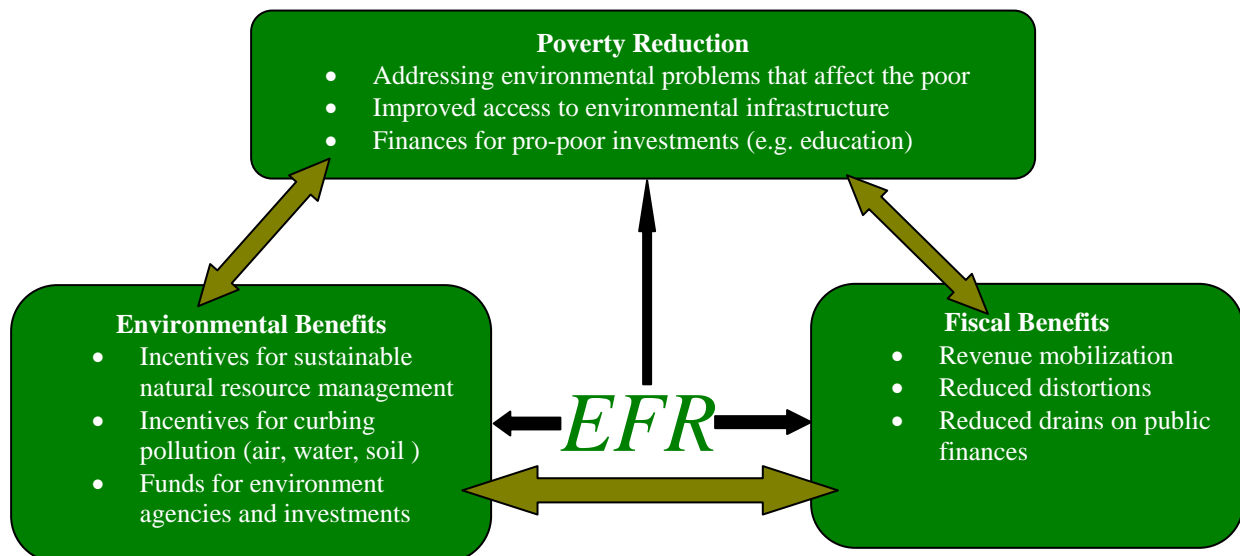 Poverty Reduction
• Addressing environmental problems that affect the poor
• Improved access to environmental infrastructure
• Finances for pro-poor investments (e.g. education)
Environmental Benefits
• Incentives for sustainable
natural resource management
• Incentives for curbing
pollution (air, water, soil )
• Funds for environment
agencies and investments
EFR
Fiscal Benefits
• Revenue mobilization
• Reduced distortions
• Reduced drains on public
finances